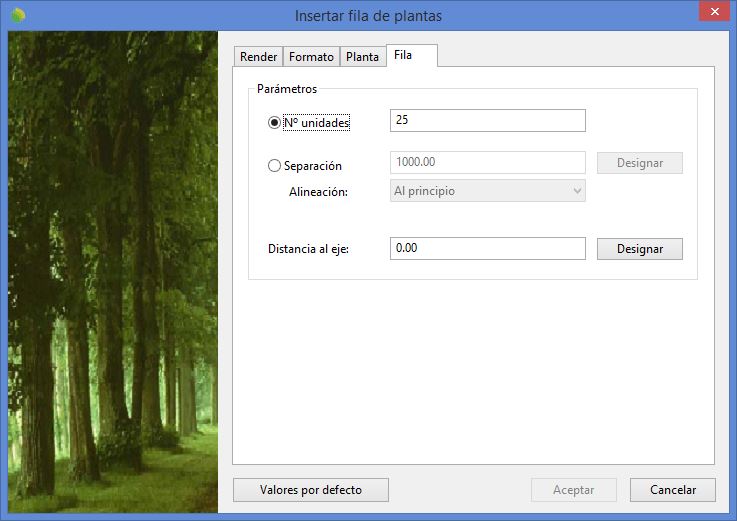 Insertar fila de plantas
Render Formato Planta Fila
Parámetros
Nº unidades 25
Separación 1000.00 Designar
Alineación: Al principio
Distancia al eje: 0.00 Designar
Valores por defecto Aceptar Cancelar